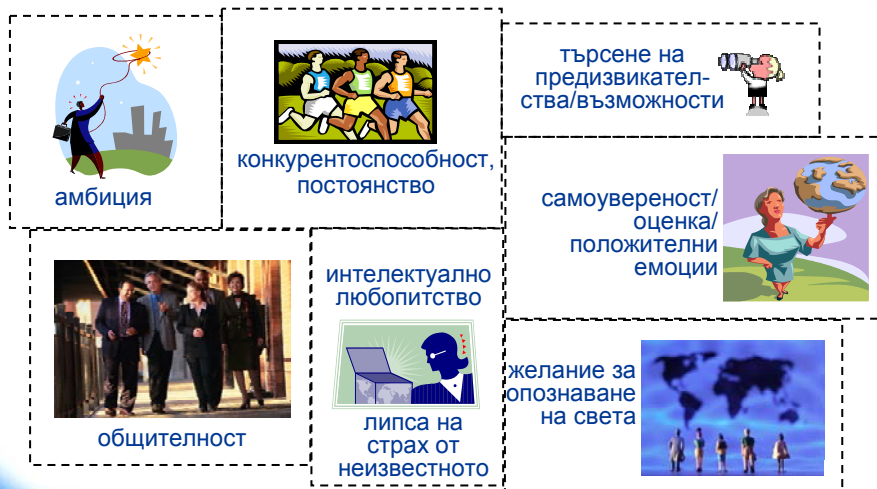 амбиция
конкурентоспособност,
постоянство
търсене на
предизвикател-
ства/възможности
самоувереност/
оценка/
положителни
емоции
общителност
интелектуално
любопитство
липса на
страх от
неизвестното
желание за
опознаване
на света